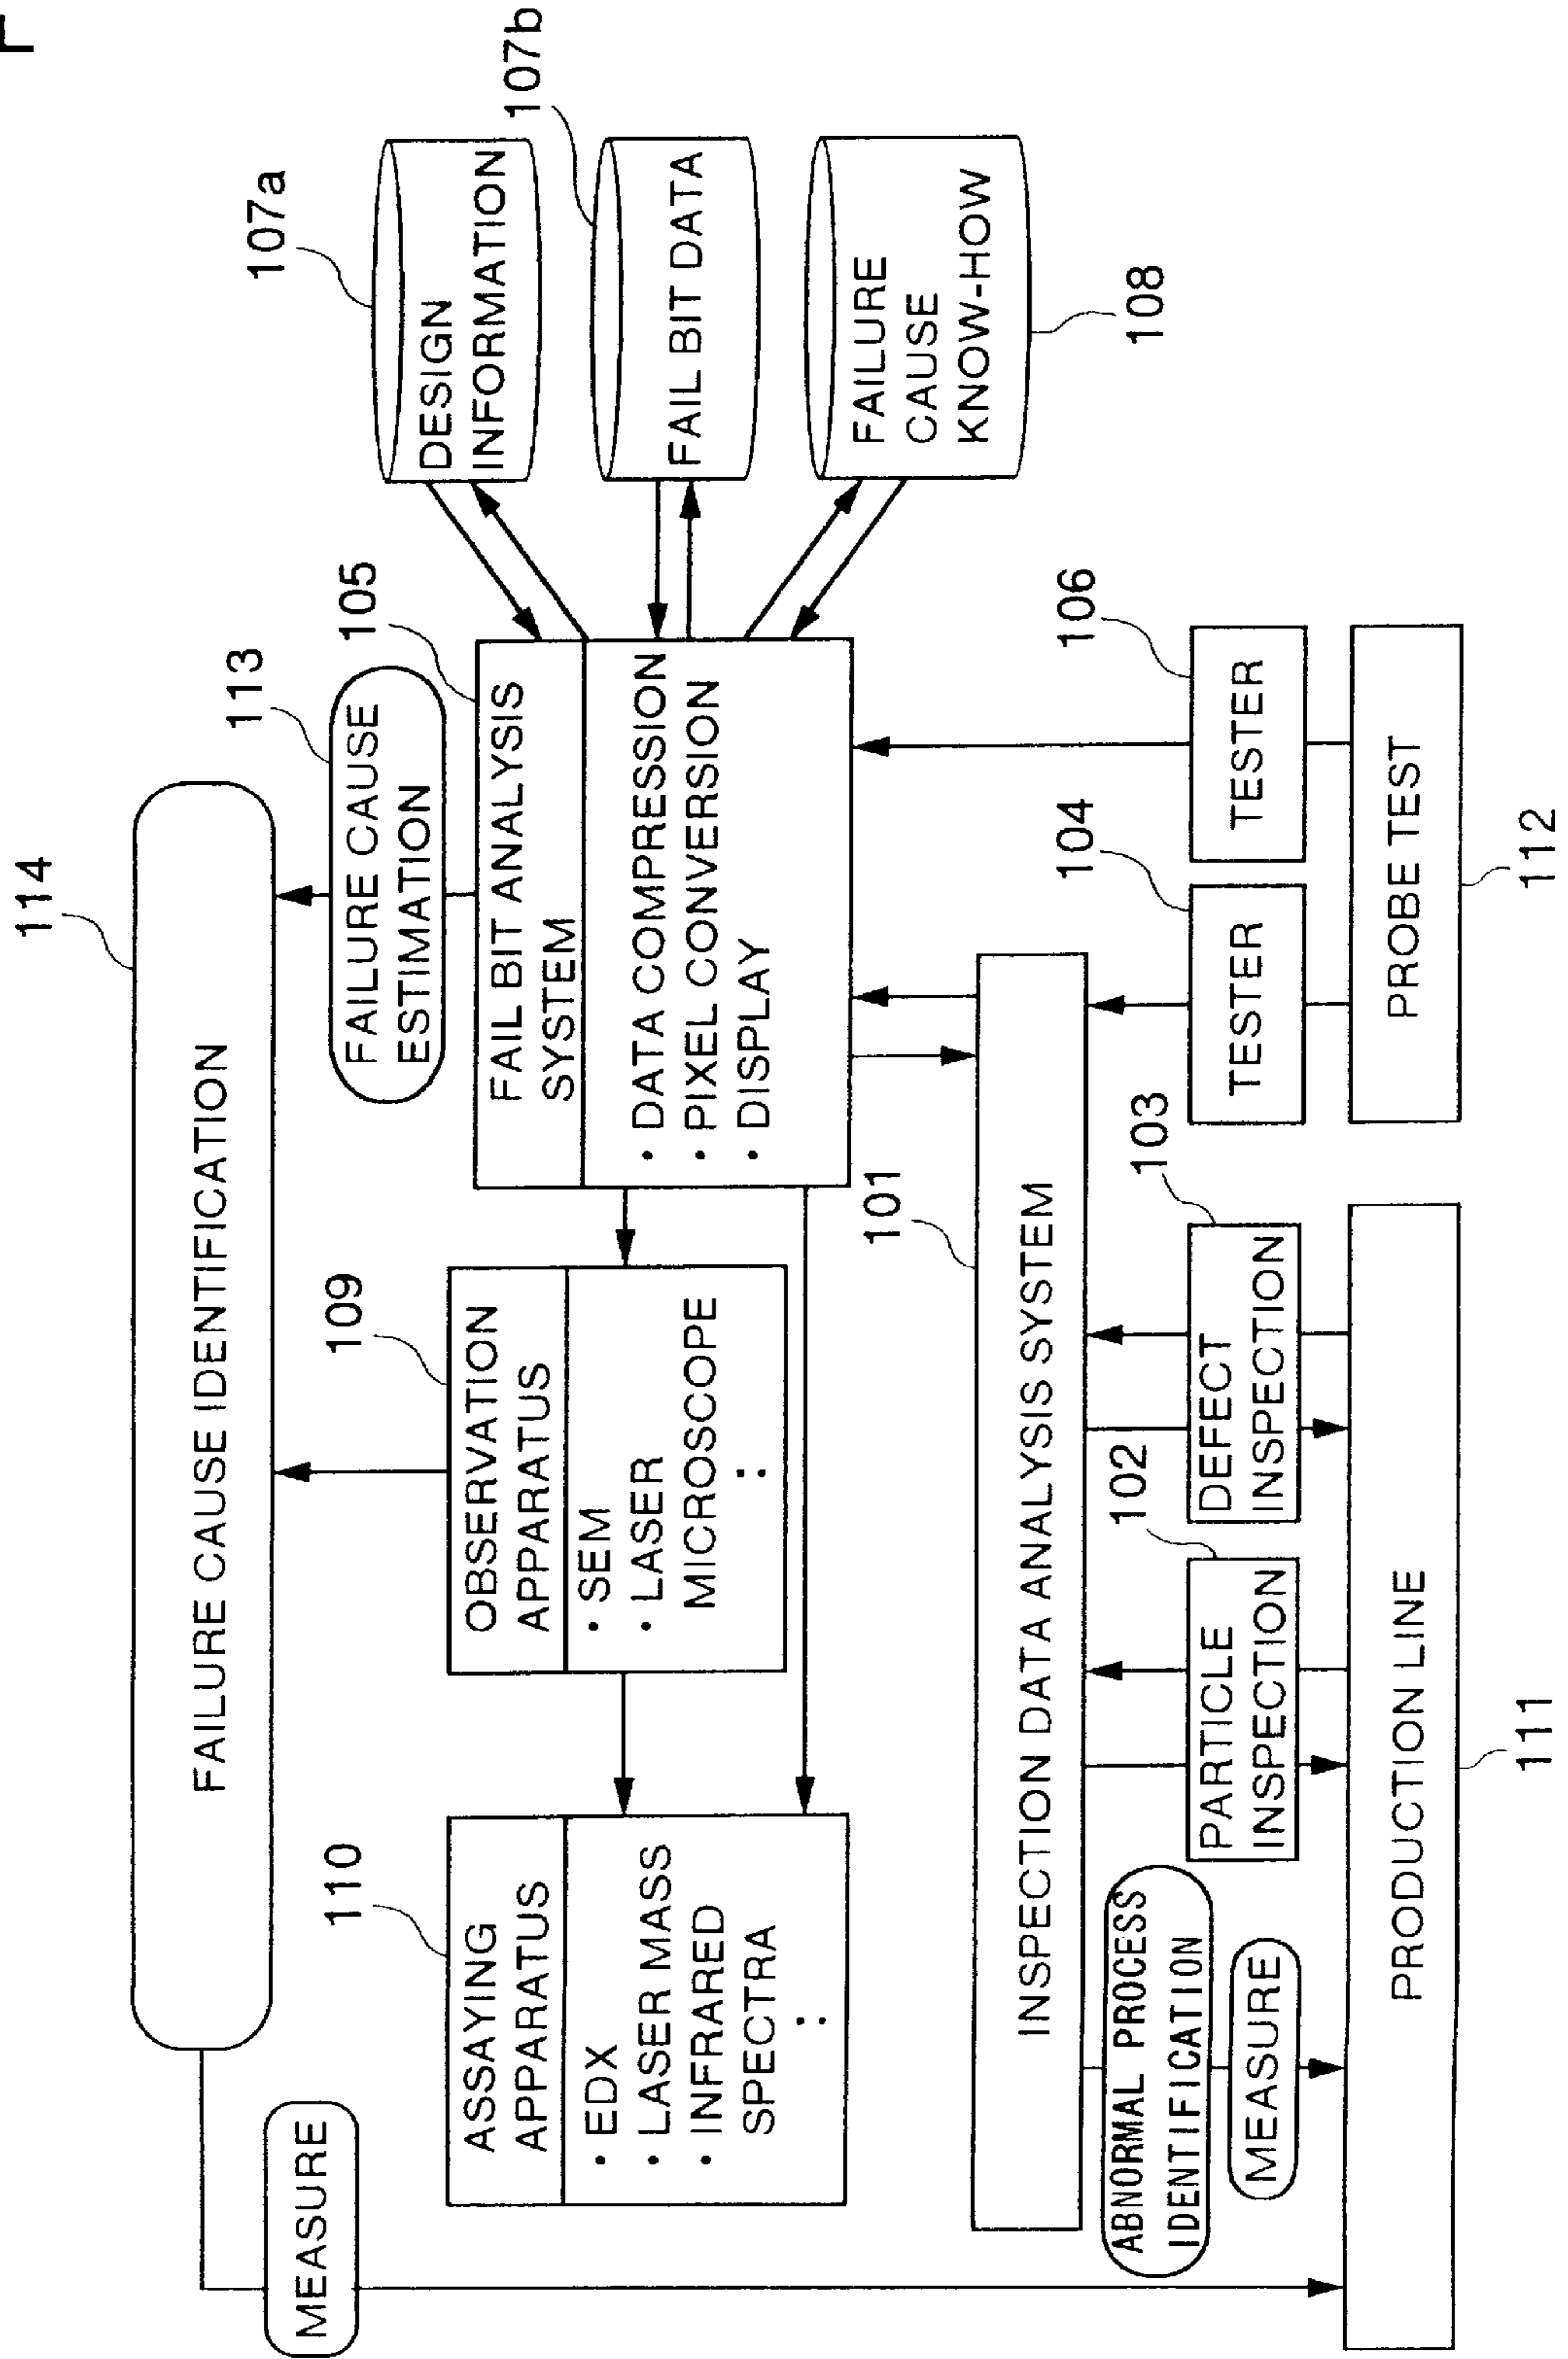 114
FAILURE CAUSE IDENTIFICATION
MEASURE
113
FAILURE CAUSE
ESTIMATION
110
ASSAYING
APPARATUS
· EDX
· LASER MASS
· INFRARED
SPECTRA
:
109
OBSERVATION
APPARATUS
· SEM
· LASER
MICROSCOPE
:
105
FAIL BIT ANALYSIS
SYSTEM
· DATA COMPRESSION
· PIXEL CONVERSION
· DISPLAY
107a
DESIGN
INFORMATION
107b
FAIL BIT DATA
FAILURE
CAUSE
KNOW-HOW
108
101
INSPECTION DATA ANALYSIS SYSTEM
ABNORMAL PROCESS
IDENTIFICATION
MEASURE
102
PARTICLE
INSPECTION
103
DEFECT
INSPECTION
104
TESTER
106
TESTER
PRODUCTION LINE
111
PROBE TEST
112